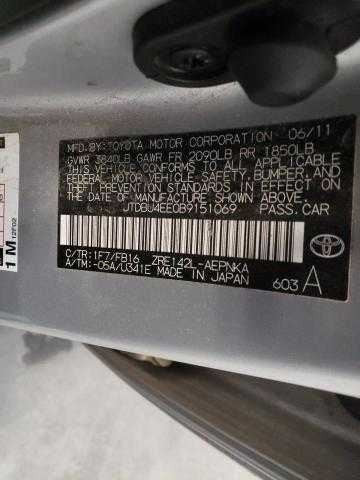 MFD.BY:TOYOTA MOTOR CORPORATION 06/11
GVWR 3840LB GAWR FR 2090LB RR 1850LB
THIS VEHICLE CONFORMS TO ALL APPLICABLE
FEDERAL MOTOR VEHICLE SAFETY, BUMPER, AND
THEFT PREVENTION STANDARDS IN EFFECT ON
THE DATE OF MANUFACTURE SHOWN ABOVE.
JTDBU4EE0B9151069 PASS.CAR
C/TR:1F7/FB16 ZRE142L-AEPNKA
A/TM:-05A/U341E MADE IN JAPAN
603 A
TOYOTA
1M